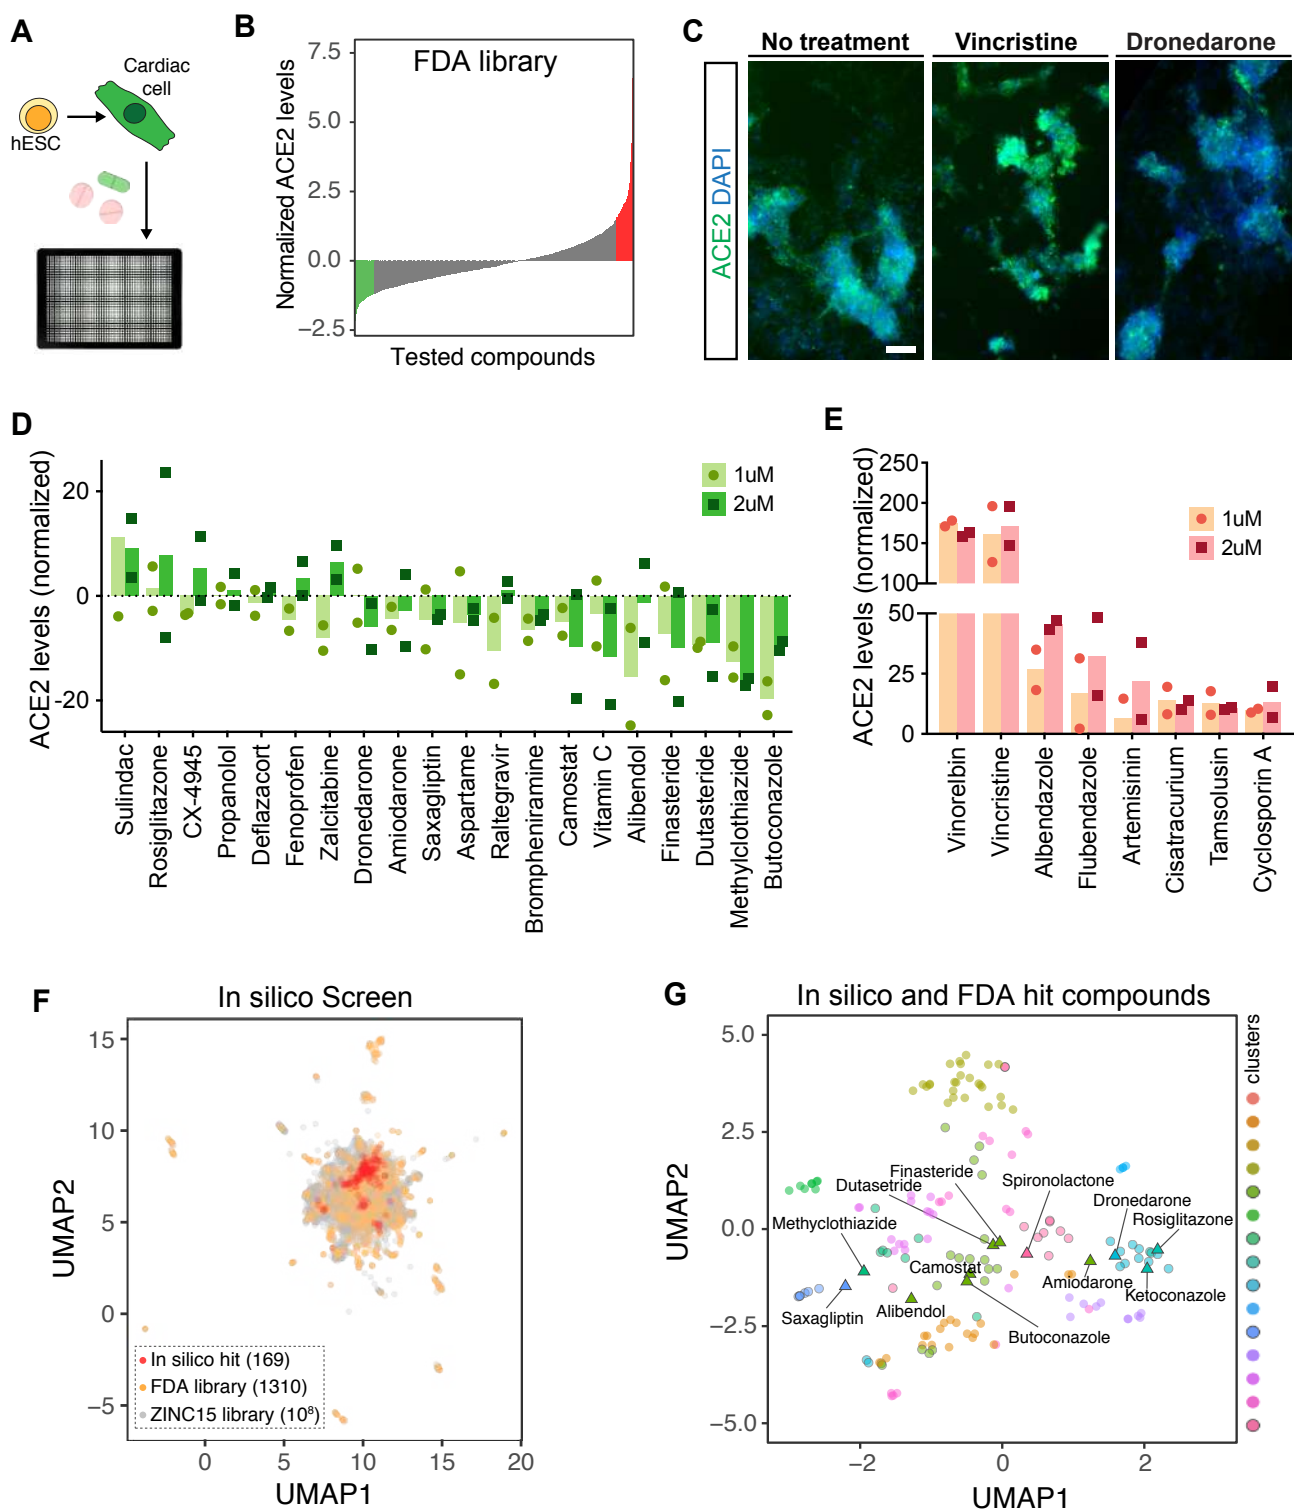 A
Cardiac
cell
hESC
B
7.5
5.0
2.5
0.0
−2.5
Normalized ACE2 levels
FDA library
Tested compounds
C
No treatment
Vincristine
Dronedarone
ACE2 DAPI
D
ACE2 levels (normalized)
20
0
-20
1uM
2uM
Sulindac
Rosiglitazone
CX-4945
Propanolol
Deflazacort
Fenoprofen
Zalcitabine
Dronedarone
Amiodarone
Saxagliptin
Aspartame
Raltegravir
Brompheniramine
Camostat
Vitamin C
Alibendol
Finasteride
Dutasteride
Methylclothiazide
Butoconazole
E
ACE2 levels (normalized)
250
200
150
100
50
25
0
1uM
2uM
Vinorelbin
Vincristine
Albendazole
Flubendazole
Artemisinin
Cisatracurium
Tamsolusin
Cyclosporin A
F
In silico Screen
15
10
5
0
−5
UMAP2
In silico hit (169)
FDA library (1310)
ZINC15 library (10⁸)
0
5
10
15
20
UMAP1
G
In silico and FDA hit compounds
5.0
2.5
0.0
−2.5
−5.0
UMAP2
Finasteride
Dutasetride
Spironolactone
Dronedarone
Rosiglitazone
Methyclothiazide
Camostat
Amiodarone
Ketoconazole
Saxagliptin
Alibendol
Butoconazole
−2
0
2
UMAP1
clusters